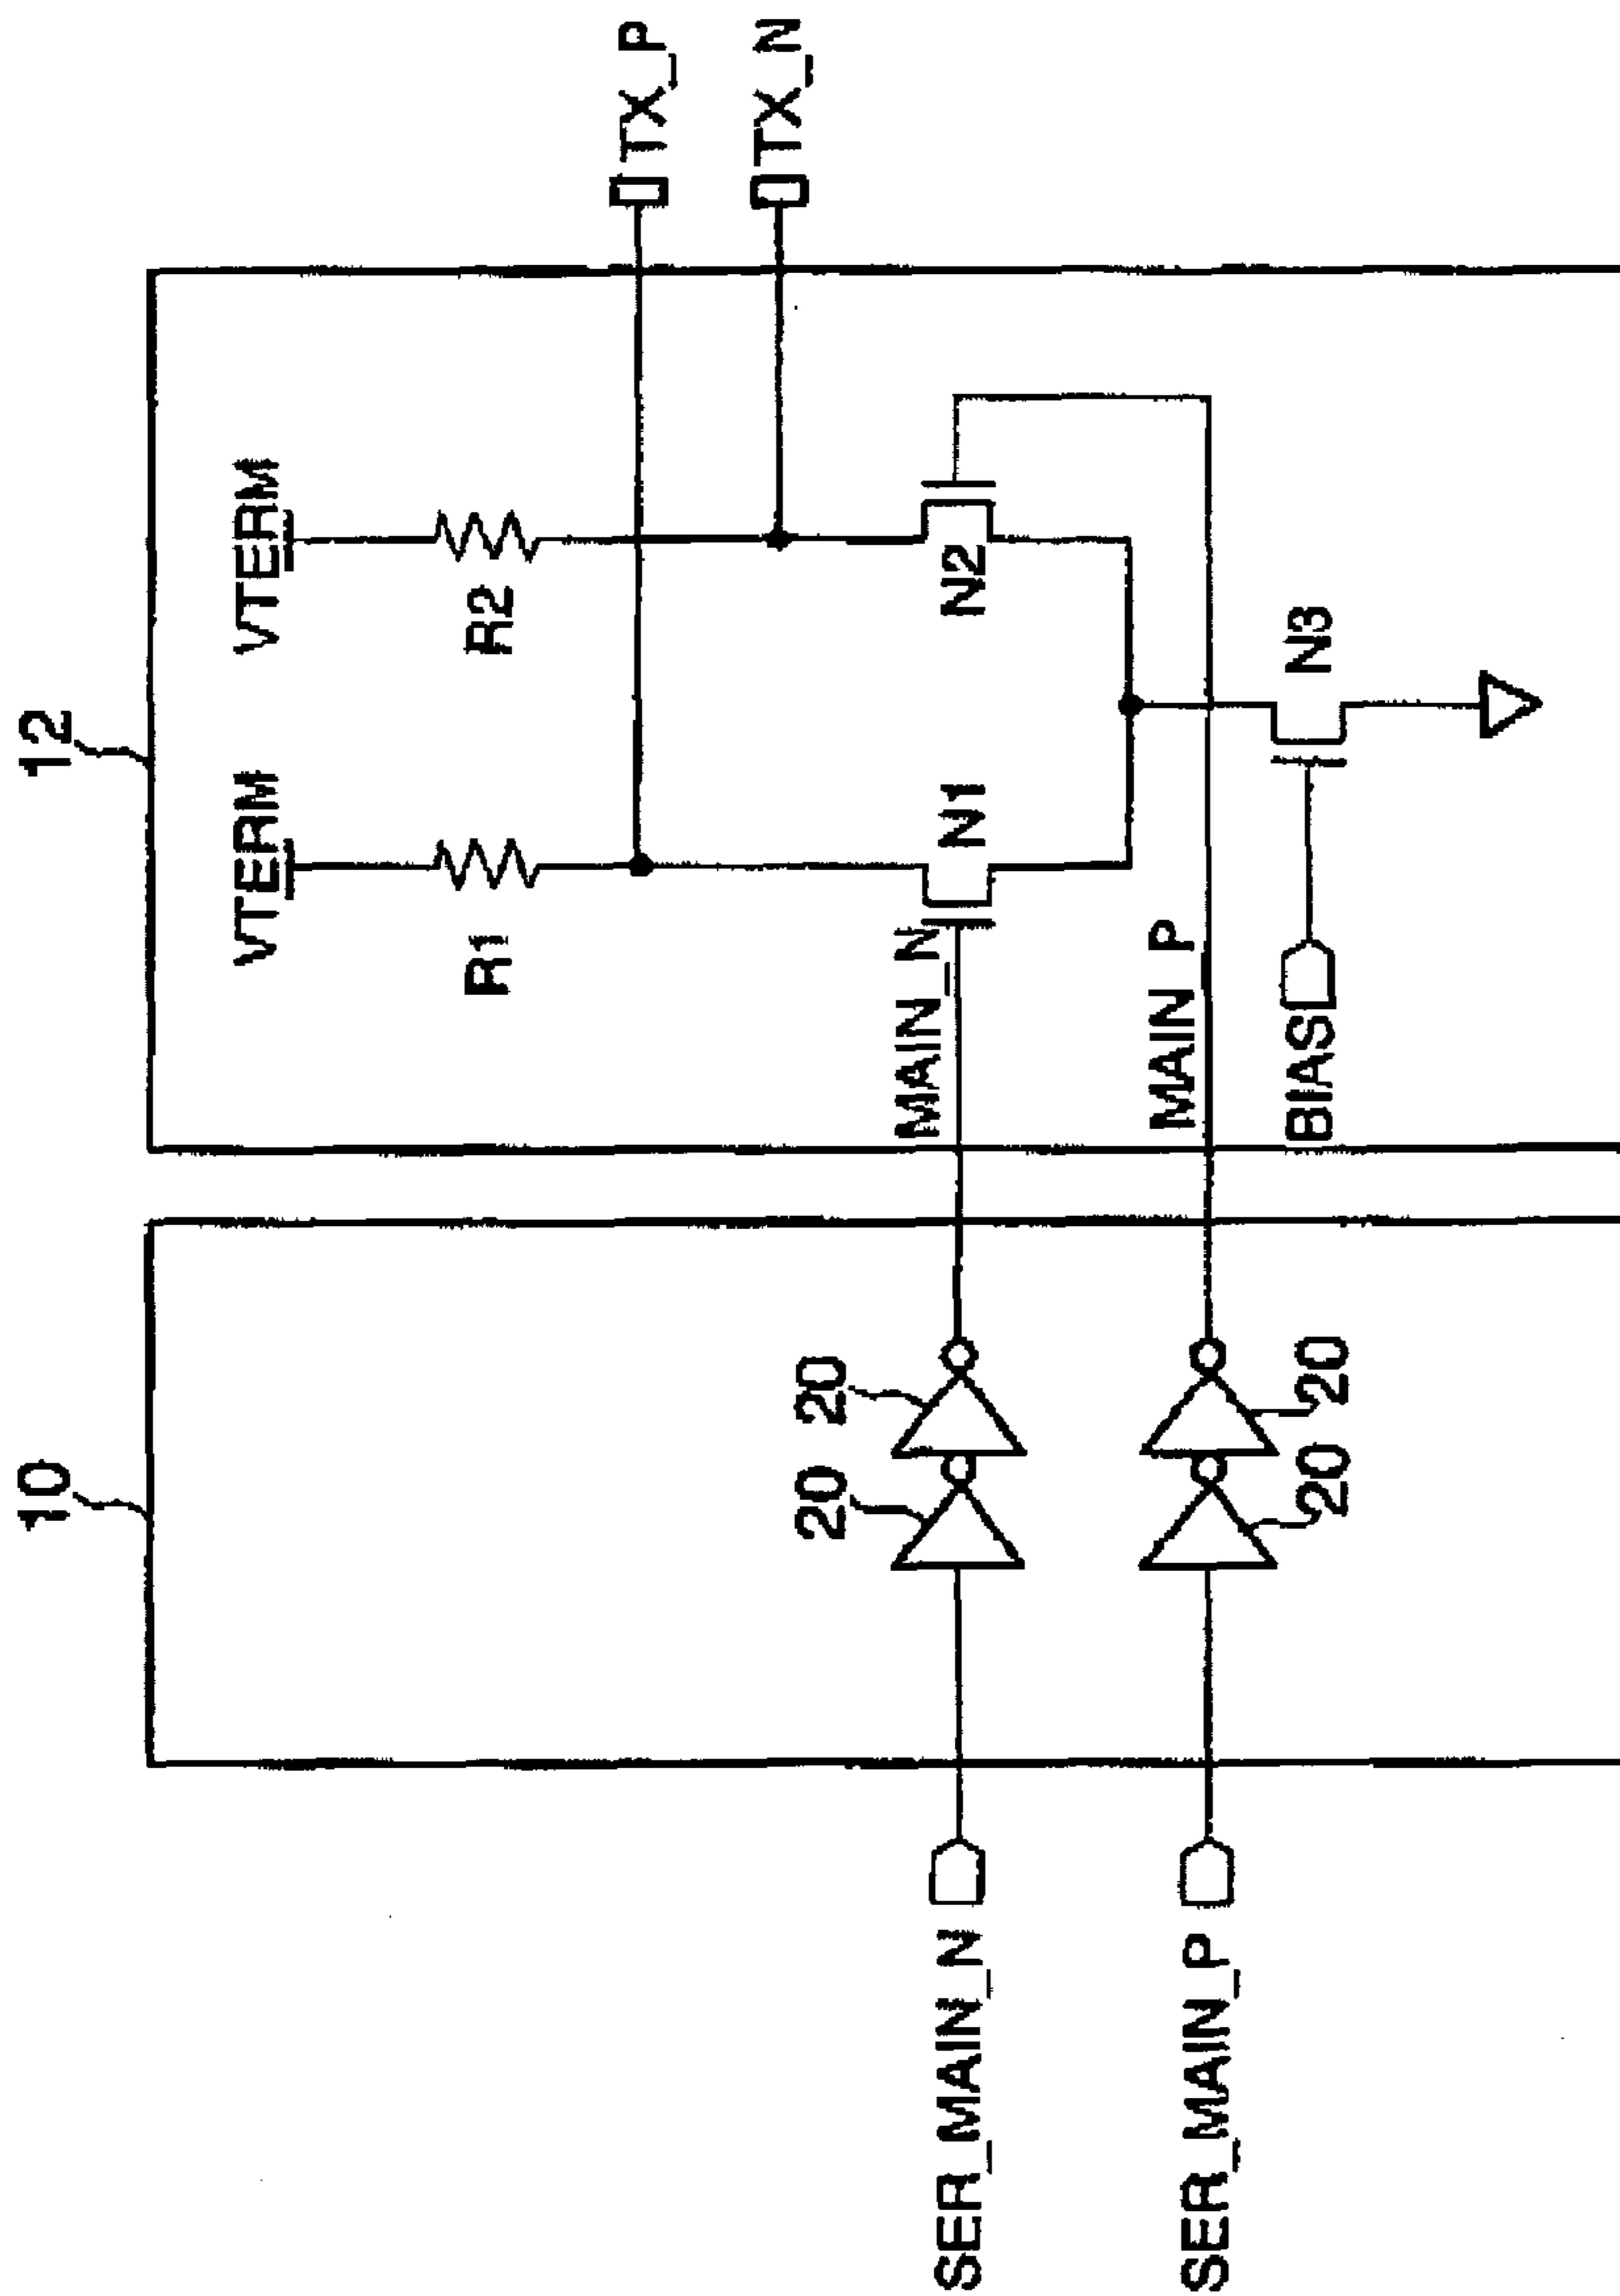 10
12
VTERM
VTERM
R1
R2
TX_P
TX_N
20
20
MAIN_N
N1
N2
SER_MAIN_N
MAIN_P
SER_MAIN_P
20
20
BIAS
N3